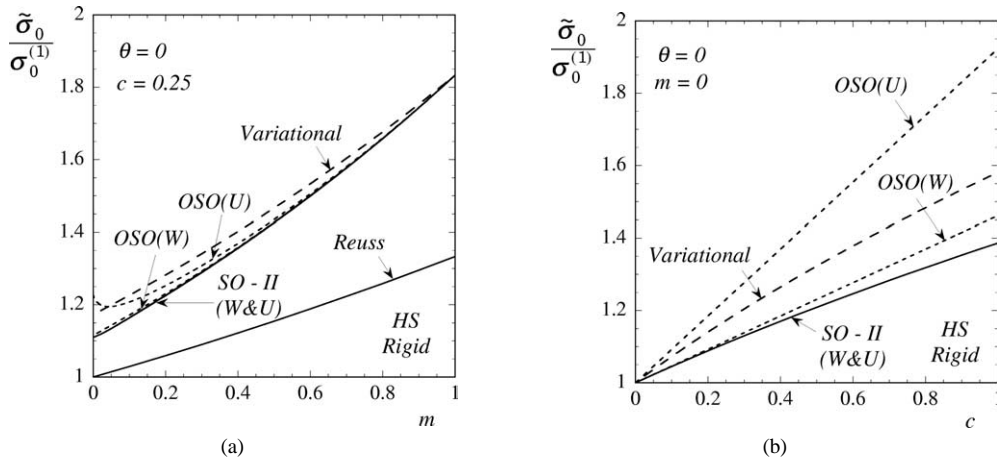 σ̃₀
σ₀⁽¹⁾
2
1.8
1.6
1.4
1.2
1
θ = 0
c = 0.25
Variational
OSO(U)
OSO(W)
SO - II
(W&U)
Reuss
HS
Rigid
0 0.2 0.4 0.6 0.8 1
m
(a)
σ̃₀
σ₀⁽¹⁾
2
1.8
1.6
1.4
1.2
1
θ = 0
m = 0
OSO(U)
OSO(W)
Variational
SO - II
(W&U)
HS
Rigid
0 0.2 0.4 0.6 0.8 1
c
(b)